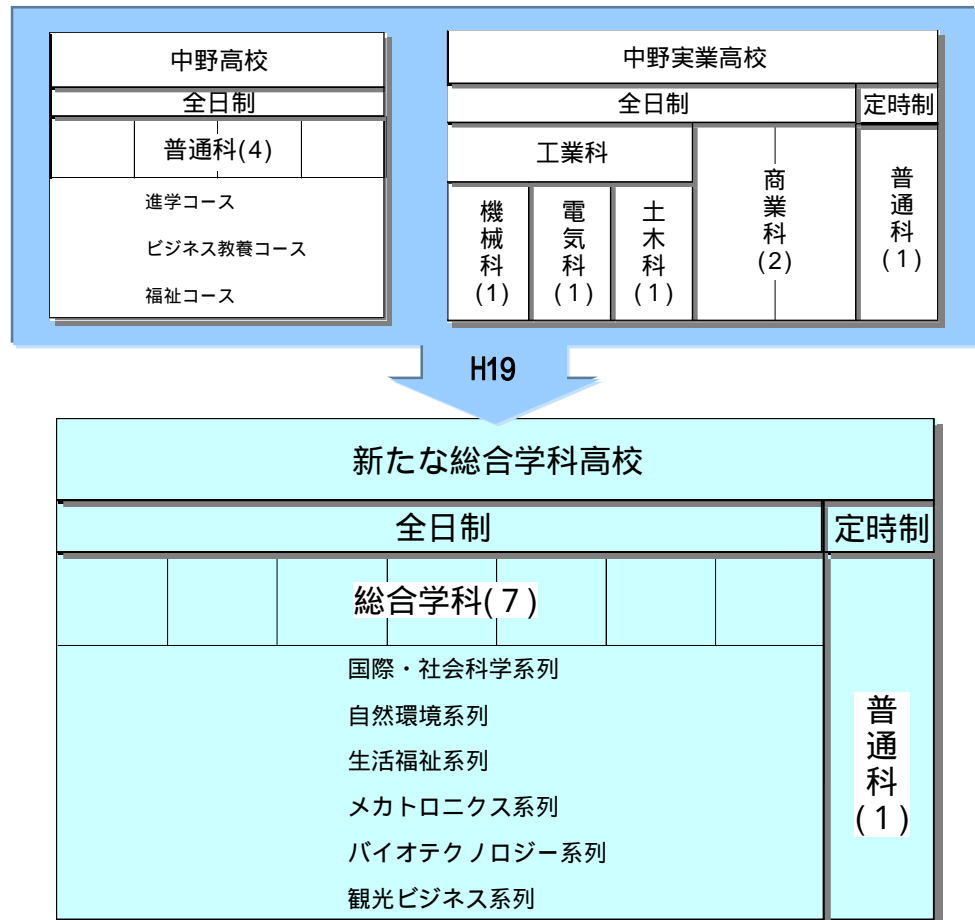 中野高校
全日制
普通科(4)
進学コース
ビジネス教養コース
福祉コース
中野実業高校
全日制
定時制
工業科
機械科(1)
電気科(1)
土木科(1)
商業科(2)
普通科(1)
H19
新たな総合学科高校
全日制
定時制
総合学科(7)
国際・社会科学系列
自然環境系列
生活福祉系列
メカトロニクス系列
バイオテクノロジー系列
観光ビジネス系列
普通科(1)